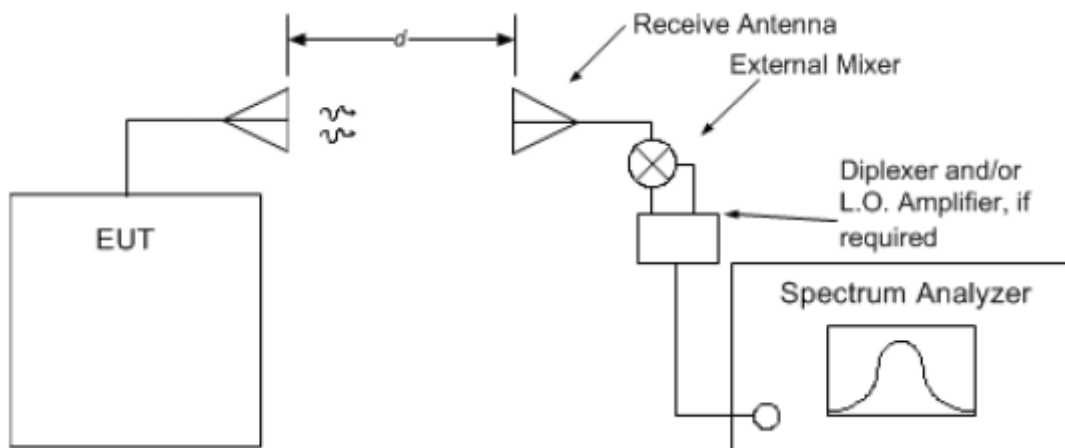 d
Receive Antenna
External Mixer
Diplexer and/or
L.O. Amplifier, if
required
EUT
Spectrum Analyzer